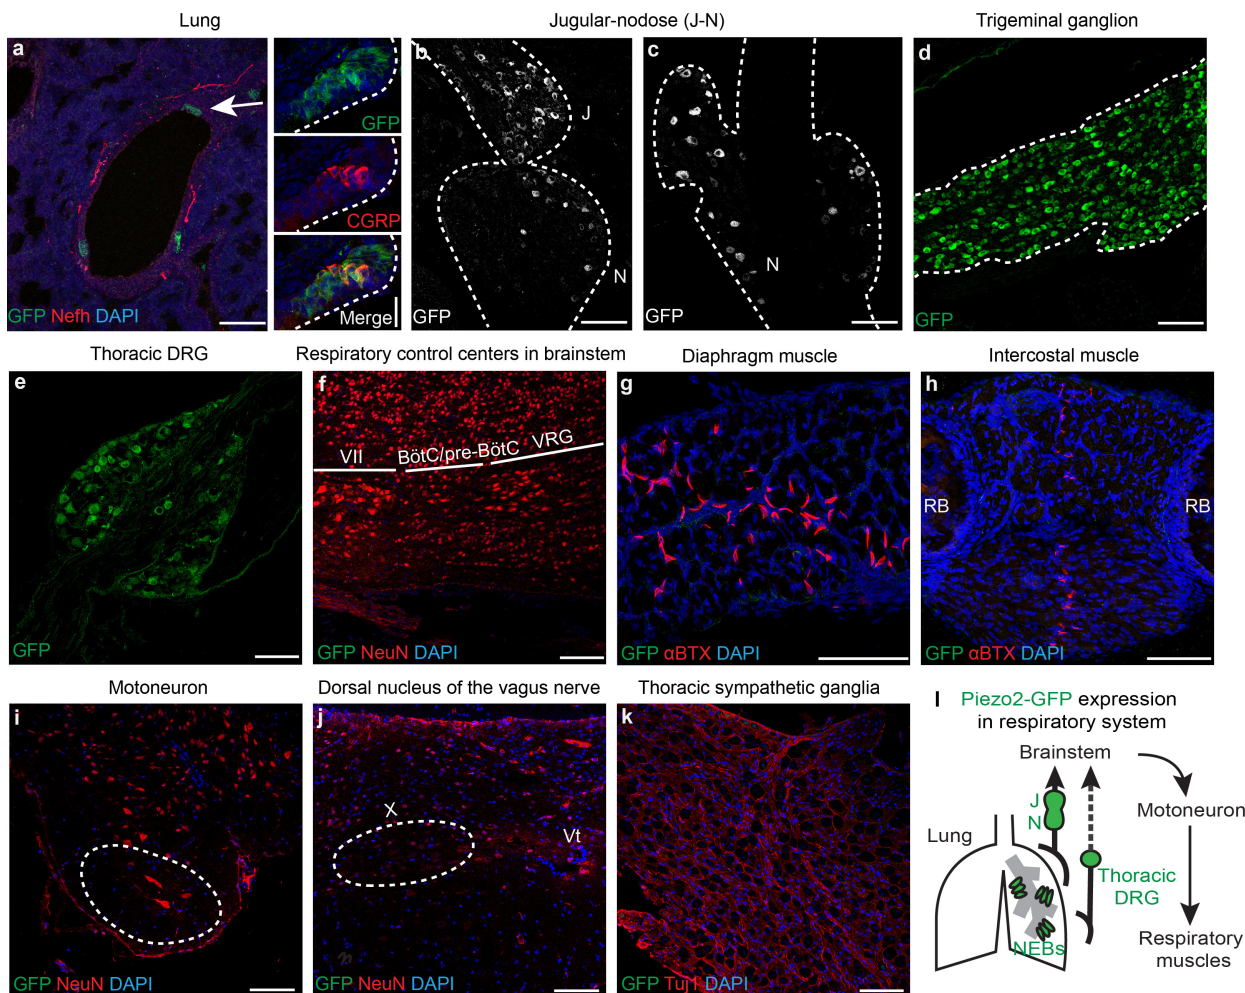 Lung
Jugular-nodose (J-N)
Trigeminal ganglion
a
GFP
CGRP
Merge
GFP Nefh DAPI
b
J
N
GFP
c
N
GFP
d
GFP
Thoracic DRG
Respiratory control centers in brainstem
Diaphragm muscle
Intercostal muscle
e
GFP
f
VII
BötC/pre-BötC
VRG
GFP NeuN DAPI
g
GFP αBTX DAPI
h
RB
RB
GFP αBTX DAPI
Motoneuron
Dorsal nucleus of the vagus nerve
Thoracic sympathetic ganglia
i
GFP NeuN DAPI
j
X
Vt
GFP NeuN DAPI
k
GFP Tuj1 DAPI
l
Piezo2-GFP expression
in respiratory system
Brainstem
J
N
Motoneuron
Lung
Thoracic
DRG
NEBs
Respiratory
muscles